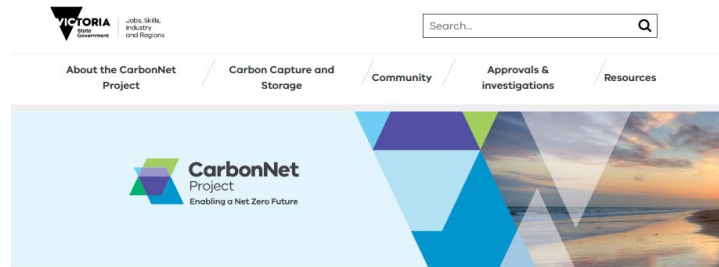 VICTORIA
State
Government
Jobs, Skills,
Industry
and Regions
Search...
About the CarbonNet
Project
Carbon Capture and
Storage
Community
Approvals &
investigations
Resources
CarbonNet
Project
Enabling a Net Zero Future